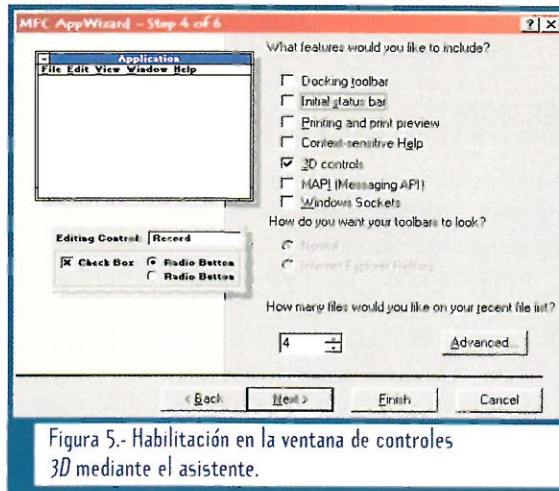 MFC AppWizard - Step 4 of 6
Application
File Edit View Window Help
Editing Control: Record
Check Box
Radio Button
Radio Button
What features would you like to include?
Docking toolbar
Initial status bar
Printing and print preview
Context-sensitive Help
3D controls
MAPI (Messaging API)
Windows Sockets
How do you want your toolbars to look?
Normal
Internet Explorer ReBars
How many files would you like on your recent file list?
4
Advanced...
< Back
Next >
Finish
Cancel
Figura 5.- Habilitación en la ventana de controles
3D mediante el asistente.